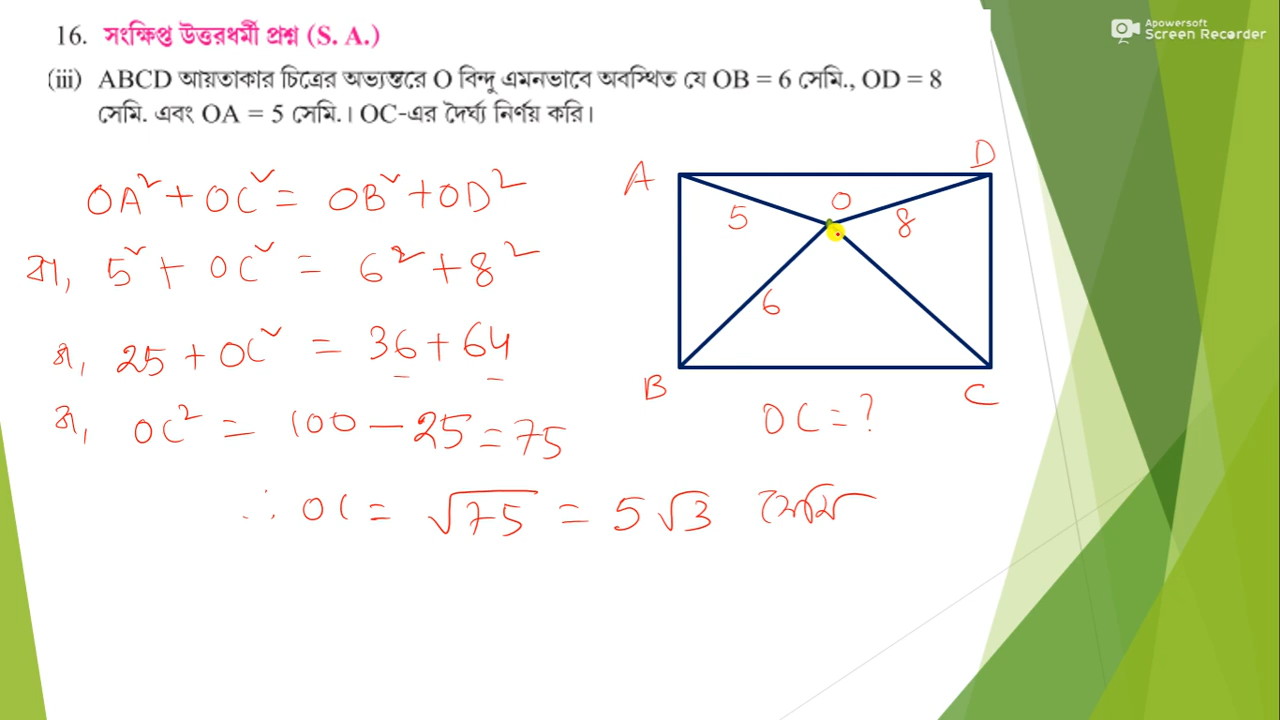 Apowersoft
Screen Recorder
16. সংক্ষিপ্ত উত্তরধর্মী প্রশ্ন (S. A.)
(iii) ABCD আয়তাকার চিত্রের অভ্যন্তরে O বিন্দু এমনভাবে অবস্থিত যে OB = 6 সেমি., OD = 8
সেমি. এবং OA = 5 সেমি.। OC-এর দৈর্ঘ্য নির্ণয় করি।
OA² + OC² = OB² + OD²
বা, 5² + OC² = 6² + 8²
বা, 25 + OC² = 36 + 64
বা, OC² = 100 − 25 = 75
∴ OC = √75 = 5√3 সেমি
A
D
O
5
8
6
B
C
OC = ?